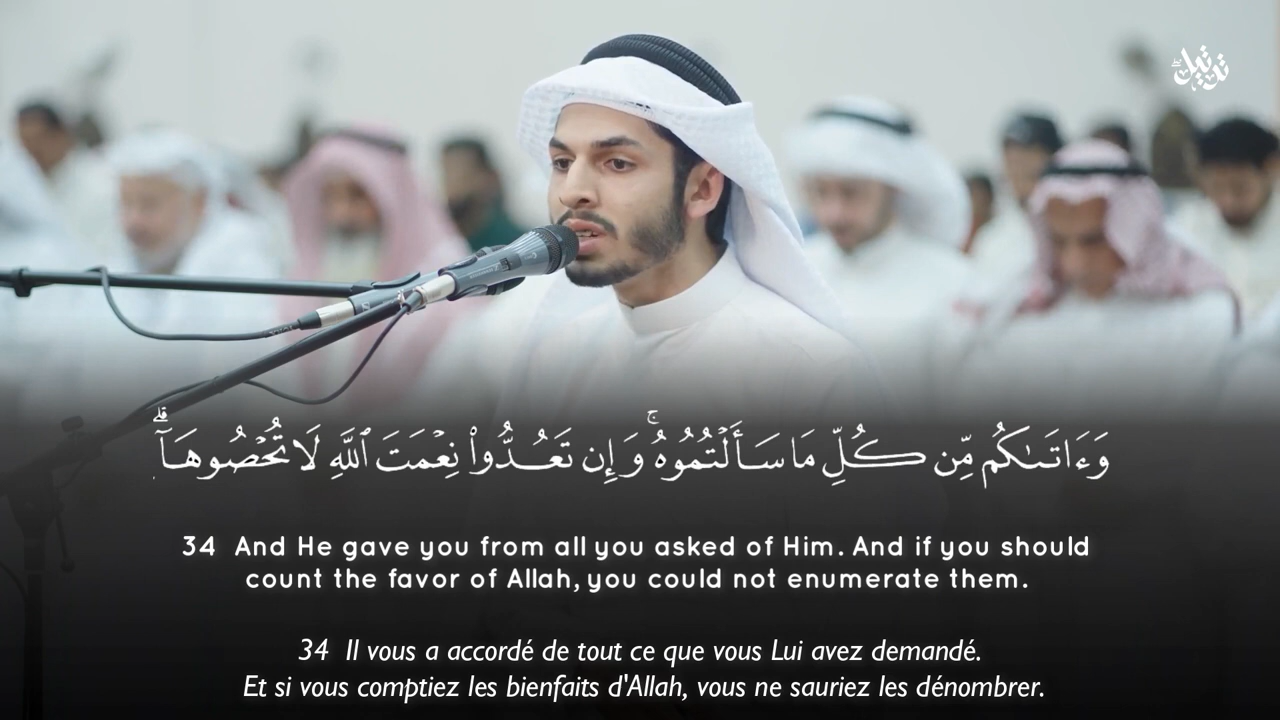 ترتيل
وَءَاتَىٰكُم مِّن كُلِّ مَا سَأَلْتُمُوهُ ۚ وَإِن تَعُدُّوا۟ نِعْمَتَ ٱللَّهِ لَا تُحْصُوهَآ ۗ
34 And He gave you from all you asked of Him. And if you should
count the favor of Allah, you could not enumerate them.
34 Il vous a accordé de tout ce que vous Lui avez demandé.
Et si vous comptiez les bienfaits d'Allah, vous ne sauriez les dénombrer.